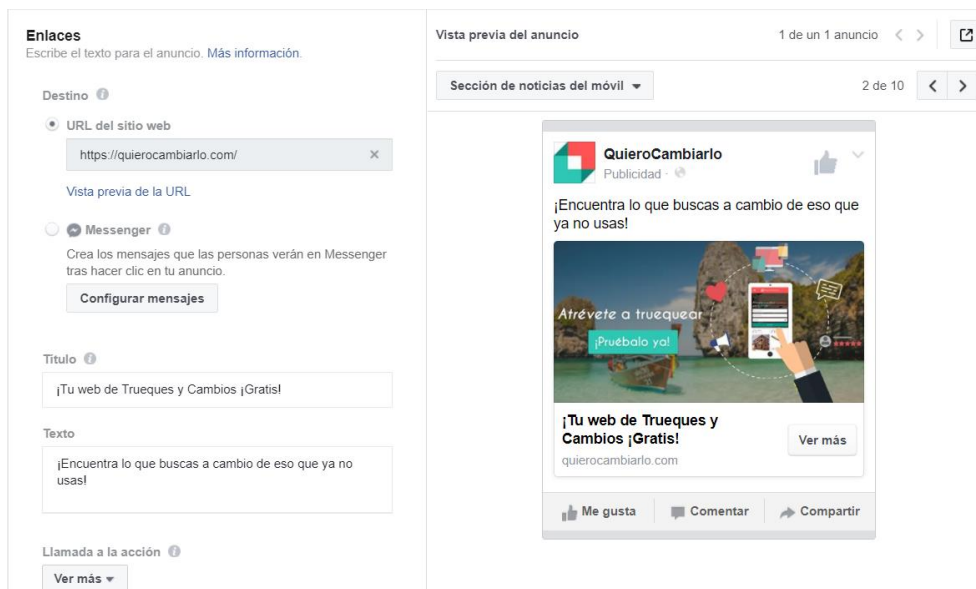 Enlaces
Escribe el texto para el anuncio. Más información.
Destino
URL del sitio web
https://quierocambiarlo.com/
Vista previa de la URL
Messenger
Crea los mensajes que las personas verán en Messenger
tras hacer clic en tu anuncio.
Configurar mensajes
Título
¡Tu web de Trueques y Cambios ¡Gratis!
Texto
¡Encuentra lo que buscas a cambio de eso que ya no
usas!
Llamada a la acción
Ver más
Vista previa del anuncio
1 de un 1 anuncio
Sección de noticias del móvil
2 de 10
QuieroCambiarlo
Publicidad ·
¡Encuentra lo que buscas a cambio de eso que
ya no usas!
Atrévete a truequear
¡Pruébalo ya!
¡Tu web de Trueques y
Cambios ¡Gratis!
quierocambiarlo.com
Ver más
Me gusta
Comentar
Compartir